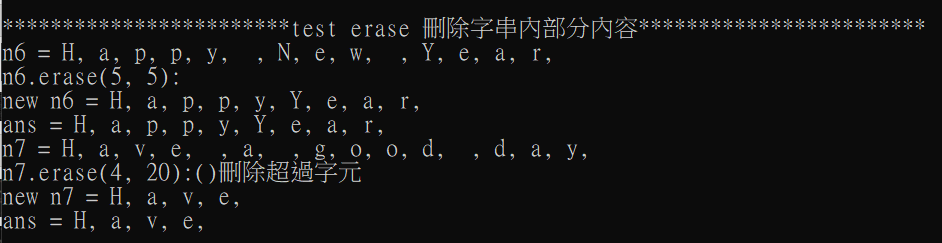 ************************test erase 刪除字串內部分內容************************
n6 = H, a, p, p, y,  , N, e, w,  , Y, e, a, r,
n6.erase(5, 5):
new n6 = H, a, p, p, y, Y, e, a, r,
ans = H, a, p, p, y, Y, e, a, r,
n7 = H, a, v, e,  , a,  , g, o, o, d,  , d, a, y,
n7.erase(4, 20):()刪除超過字元
new n7 = H, a, v, e,
ans = H, a, v, e,